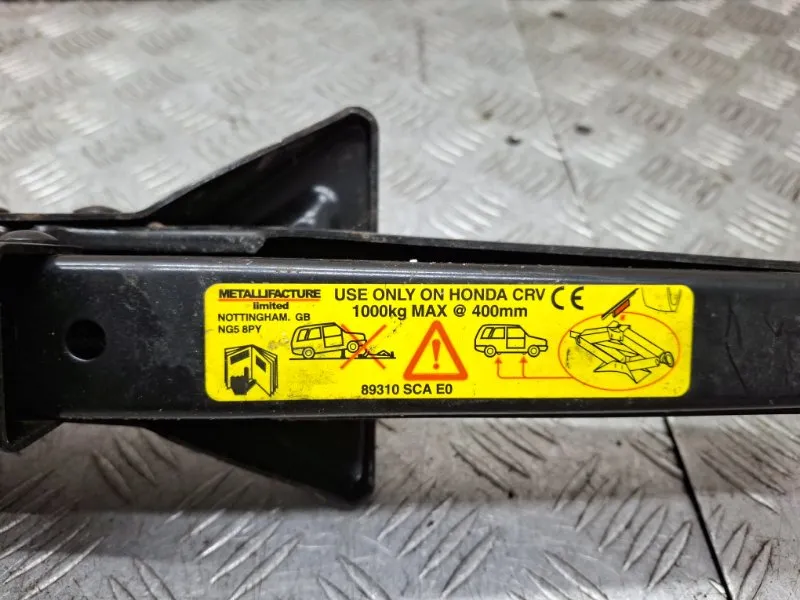 METALLIFACTURE
limited
NOTTINGHAM. GB
NG5 8PY
USE ONLY ON HONDA CRV CE
1000kg MAX @ 400mm
89310 SCA E0